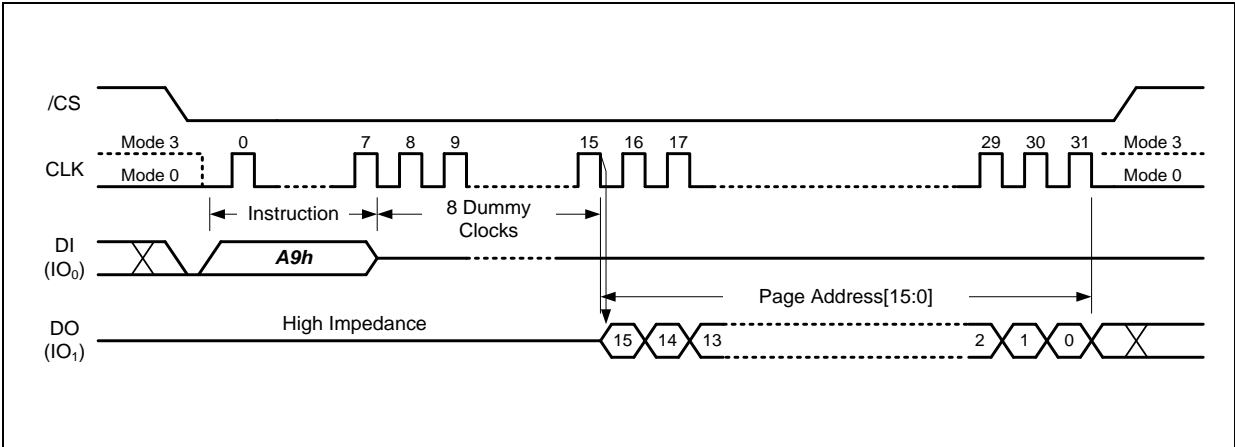 /CS
Mode 3 0 7 8 9 15 16 17 29 30 31 Mode 3
CLK
Mode 0 Mode 0
Instruction 8 Dummy
Clocks
DI
(IO₀)
A9h
Page Address[15:0]
High Impedance
DO
(IO₁)
15 14 13 2 1 0